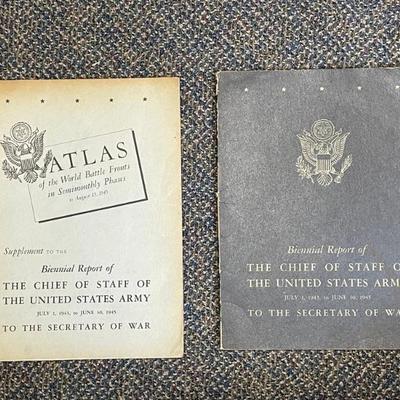 ATLAS
of the World Battle Fronts
in Semimonthly Phases
to August 15, 1945
Supplement TO THE
Biennial Report of
THE CHIEF OF STAFF OF
THE UNITED STATES ARMY
JULY 1, 1943, to JUNE 30, 1945
TO THE SECRETARY OF WAR
Biennial Report of
THE CHIEF OF STAFF OF
THE UNITED STATES ARMY
JULY 1, 1943, to JUNE 30, 1945
TO THE SECRETARY OF WAR